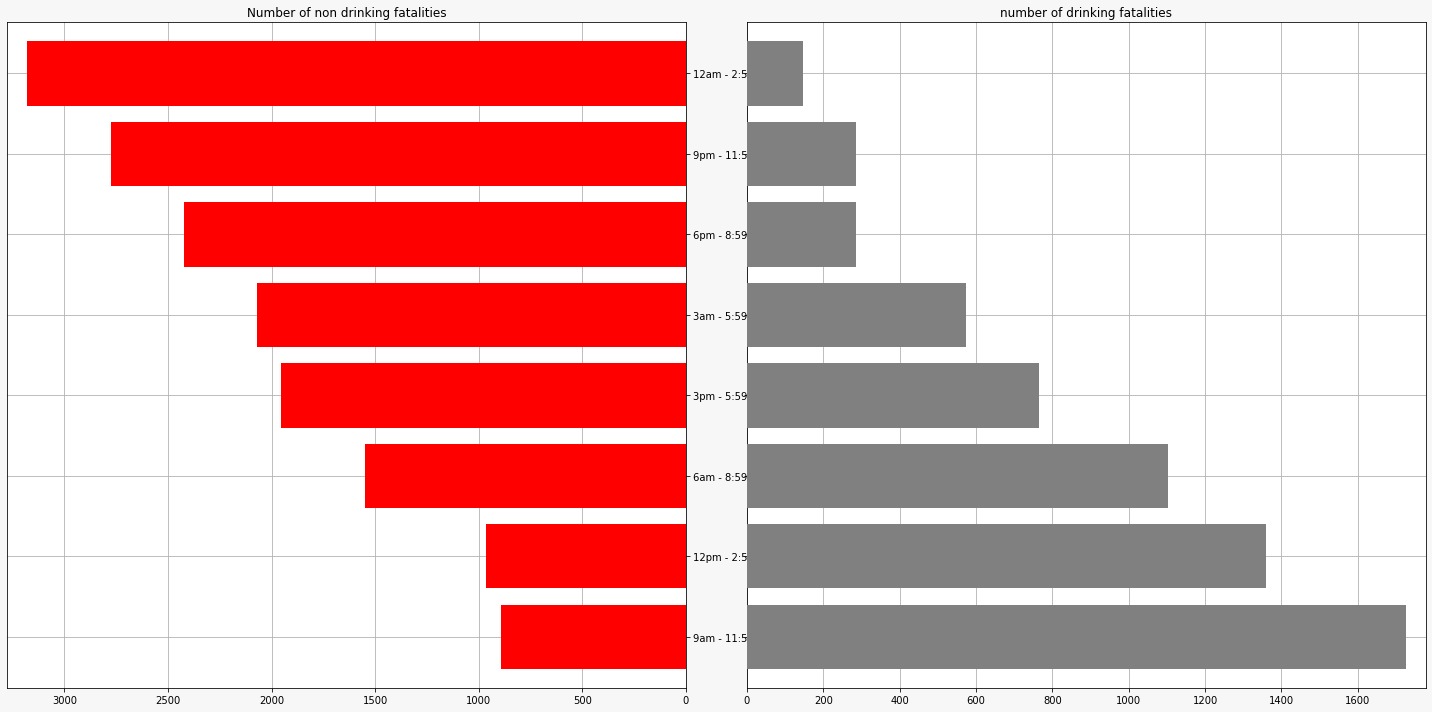 Number of non drinking fatalities
number of drinking fatalities
12am - 2:5
9pm - 11:5
6pm - 8:59
3am - 5:59
3pm - 5:59
6am - 8:59
12pm - 2:5
9am - 11:5
3000 2500 2000 1500 1000 500 0
0 200 400 600 800 1000 1200 1400 1600